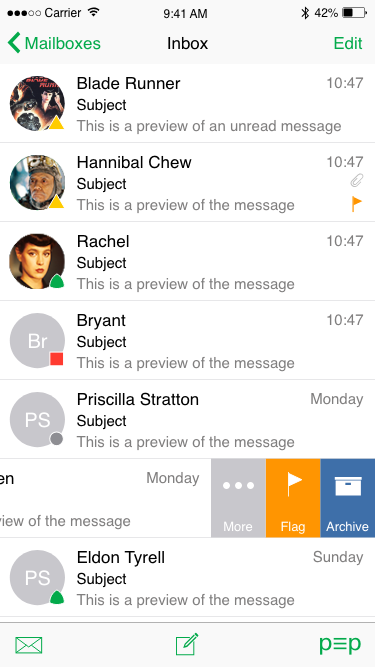 Carrier 9:41 AM 42%
Mailboxes Inbox Edit
Blade Runner 10:47
Subject
This is a preview of an unread message
Hannibal Chew 10:47
Subject
This is a preview of the message
Rachel 10:47
Subject
This is a preview of the message
Br
Bryant 10:47
Subject
This is a preview of the message
PS
Priscilla Stratton Monday
Subject
This is a preview of the message
en Monday
view of the message
More Flag Archive
PS
Eldon Tyrell Sunday
Subject
This is a preview of the message
p≡p